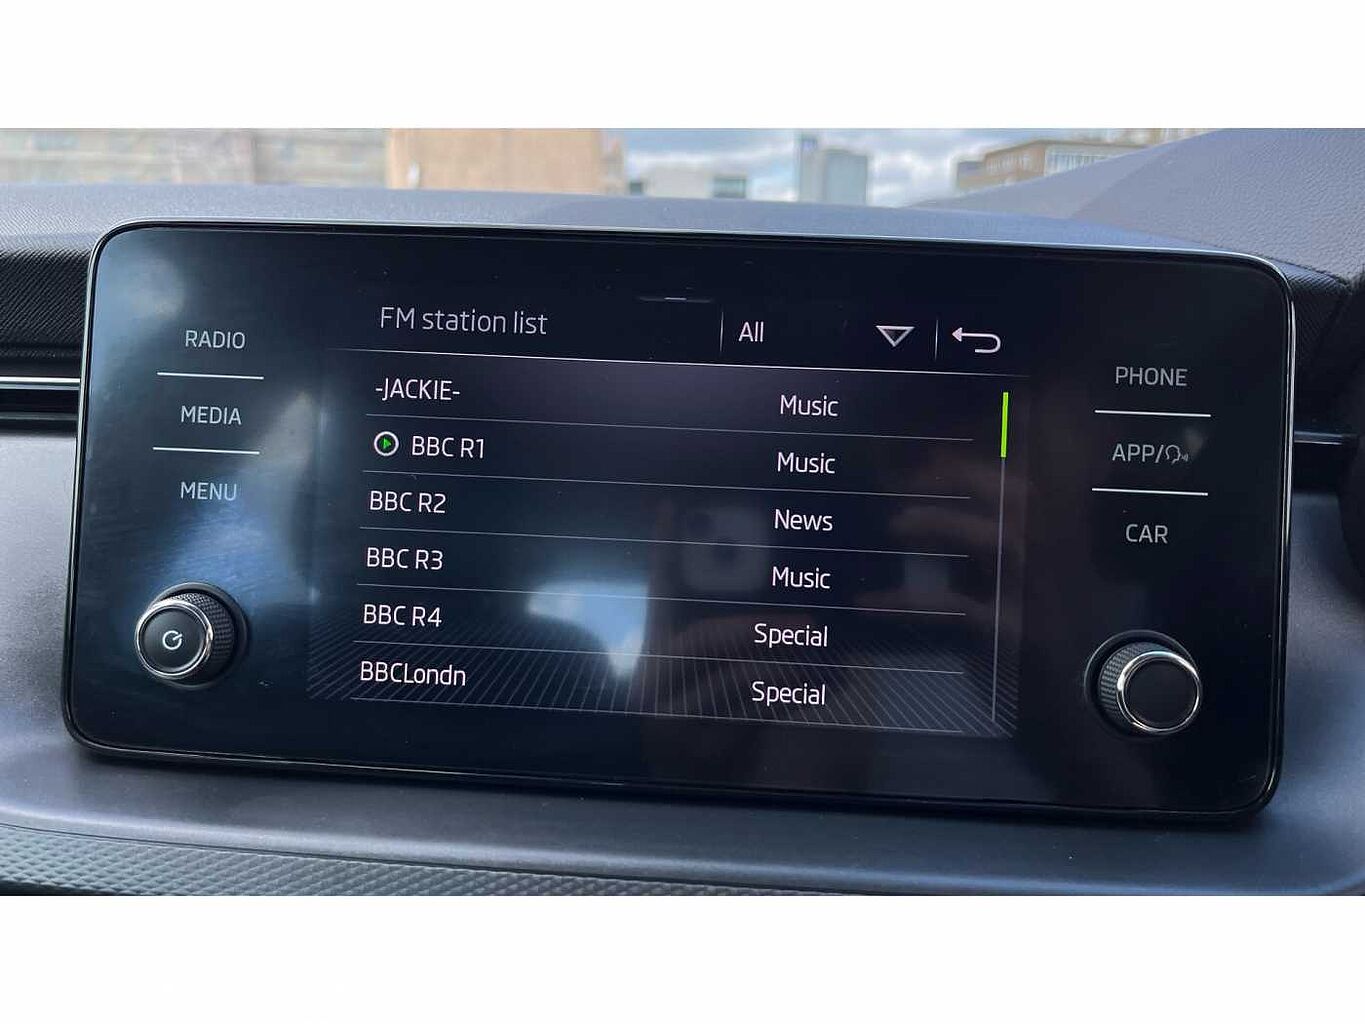 RADIO
MEDIA
MENU
FM station list All
-JACKIE- Music
BBC R1 Music
BBC R2 News
BBC R3 Music
BBC R4 Special
BBCLondn Special
PHONE
APP/
CAR